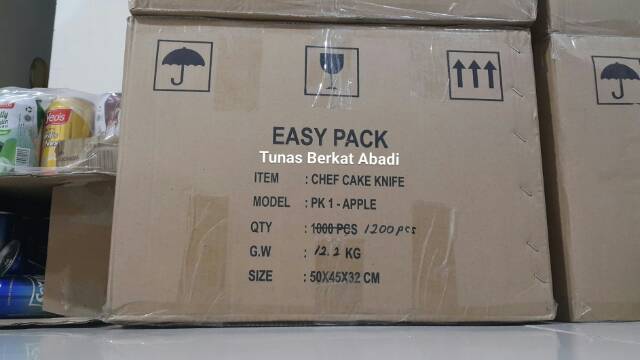 EASY PACK
Tunas Berkat Abadi
ITEM : CHEF CAKE KNIFE
MODEL : PK 1 - APPLE
QTY : 1000 PCS 1200 pcs
G.W : 12.2 KG
SIZE : 50X45X32 CM
Yeo's